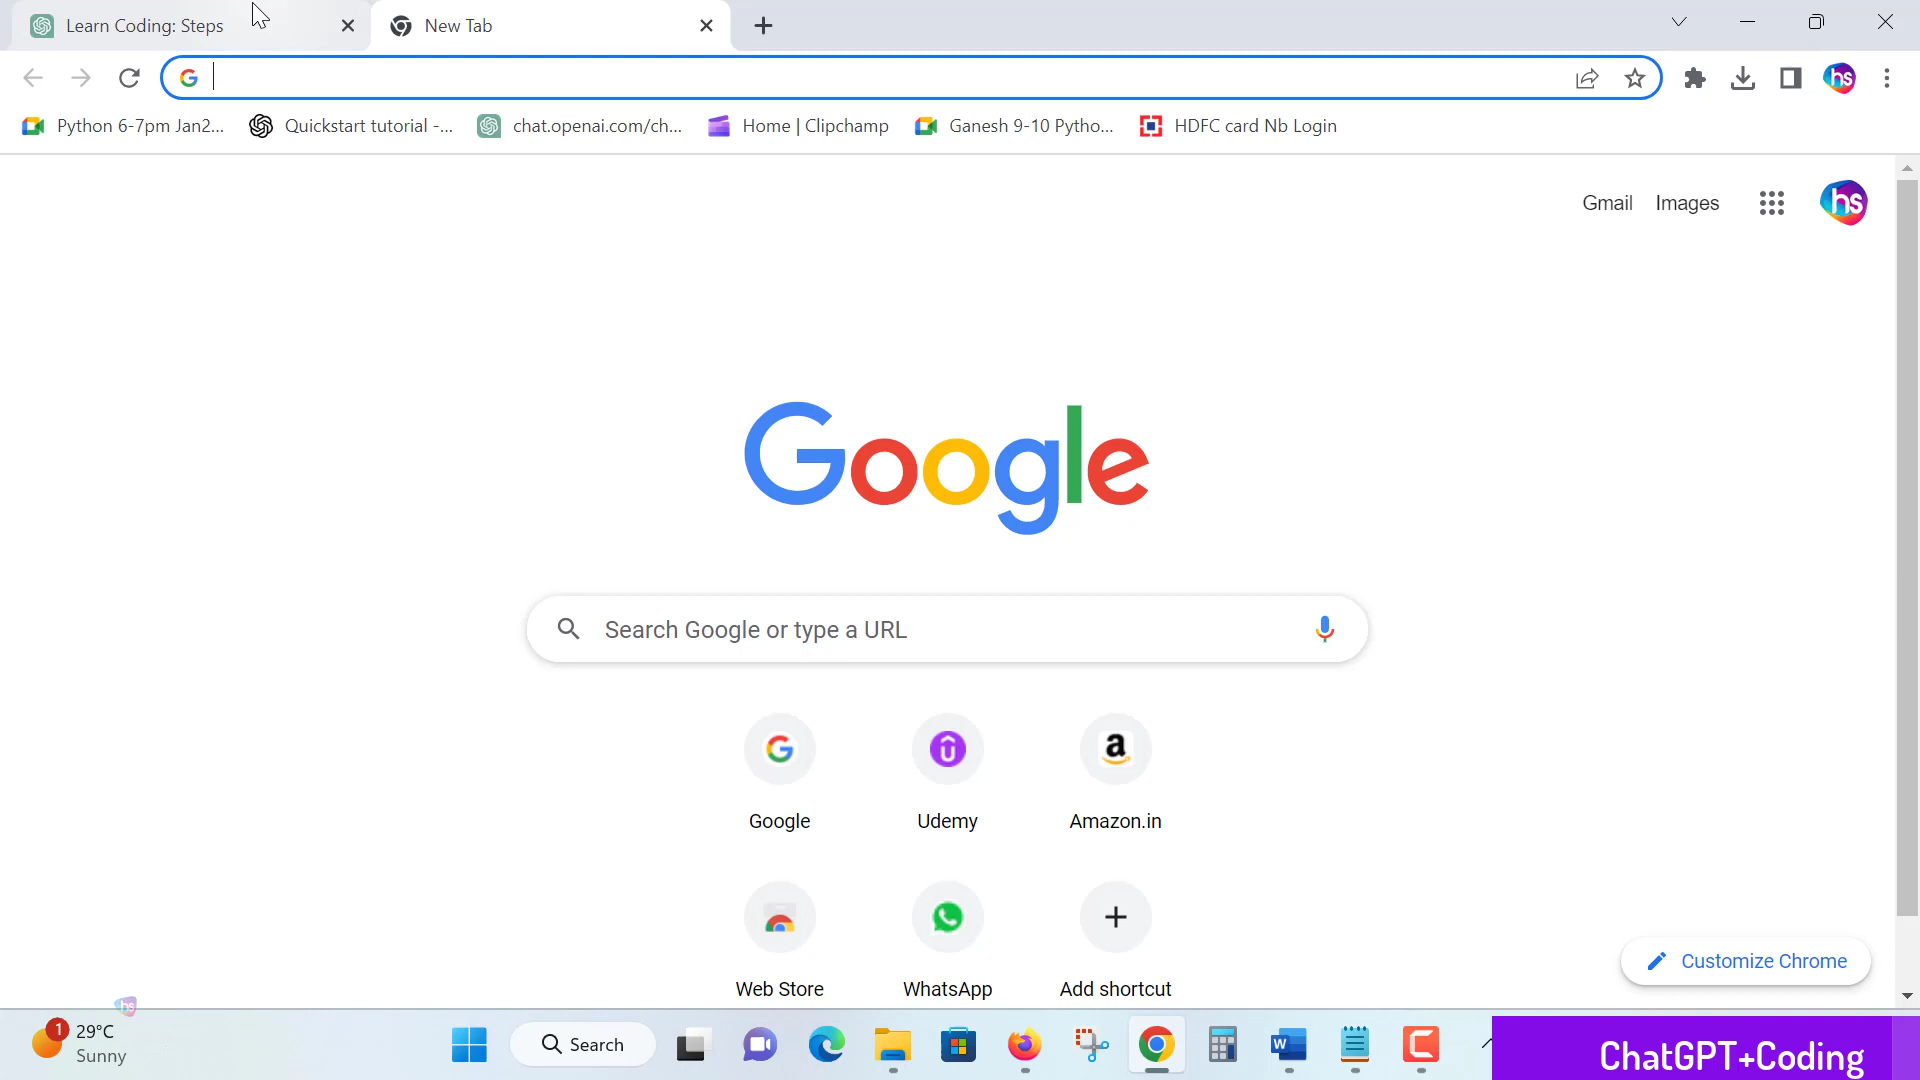 Learn Coding: Steps
New Tab
Python 6-7pm Jan2...
Quickstart tutorial -...
chat.openai.com/ch...
Home | Clipchamp
Ganesh 9-10 Pytho...
HDFC card Nb Login
Gmail
Images
hs
Google
Search Google or type a URL
Google
Udemy
Amazon.in
Web Store
WhatsApp
Add shortcut
Customize Chrome
hs
1
29°C
Sunny
Search
ChatGPT+Coding